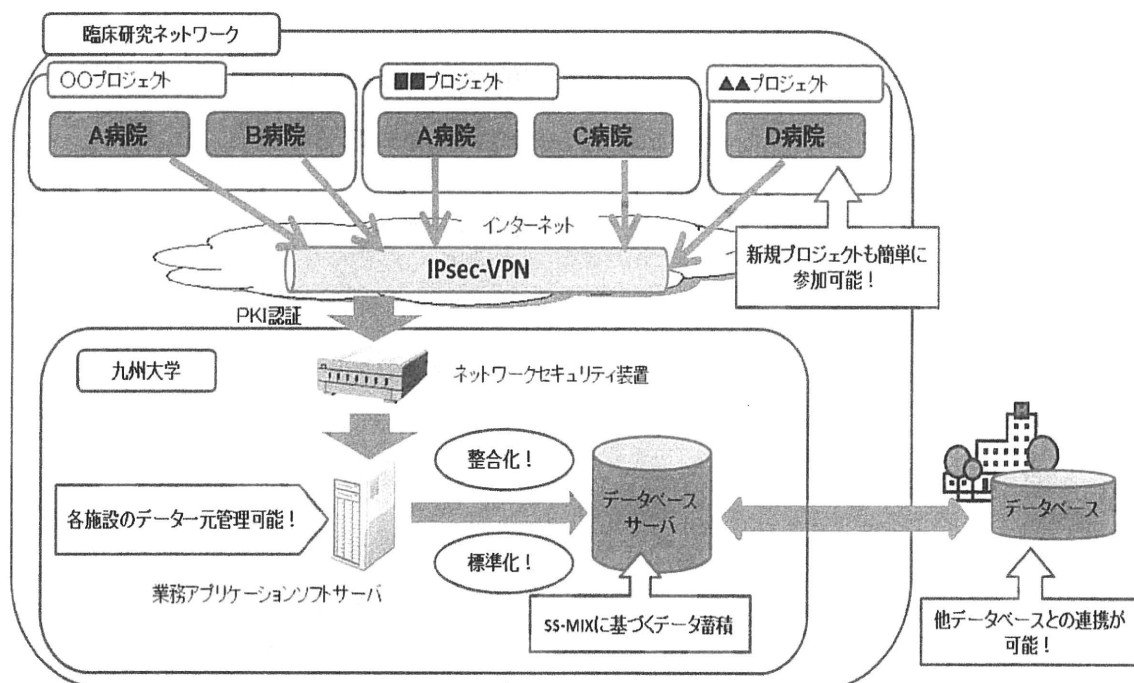 臨床研究ネットワーク
〇〇プロジェクト
■■プロジェクト
▲▲プロジェクト
A病院
B病院
A病院
C病院
D病院
インターネット
IPsec-VPN
新規プロジェクトも簡単に
参加可能！
PKI認証
九州大学
ネットワークセキュリティ装置
整合化！
各施設のデータ一元管理可能！
データベース
サーバ
データベース
標準化！
業務アプリケーションソフトサーバ
SS-MIXに基づくデータ蓄積
他データベースとの連携が
可能！